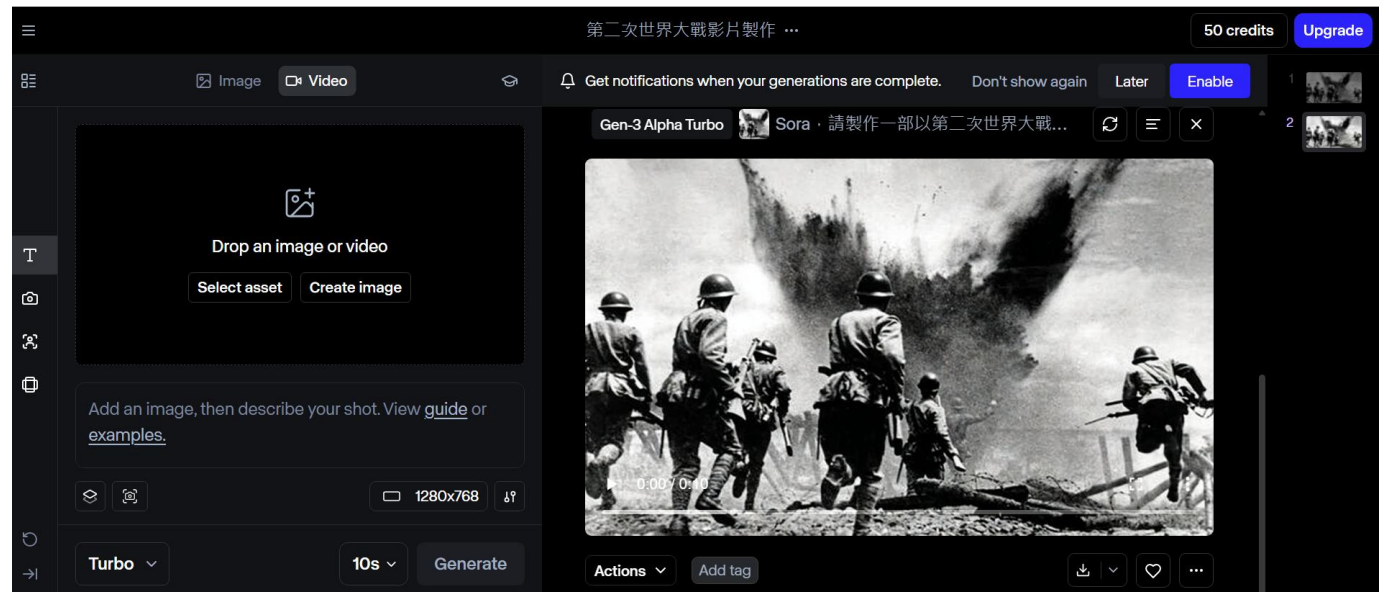 第二次世界大戰影片製作 ...
50 credits
Upgrade
Image
Video
Get notifications when your generations are complete.
Don't show again
Later
Enable
1
2
Gen-3 Alpha Turbo
Sora · 請製作一部以第二次世界大戰...
Drop an image or video
Select asset
Create image
T
Add an image, then describe your shot. View guide or
examples.
1280x768
Turbo
10s
Generate
0:00 / 0:10
Actions
Add tag